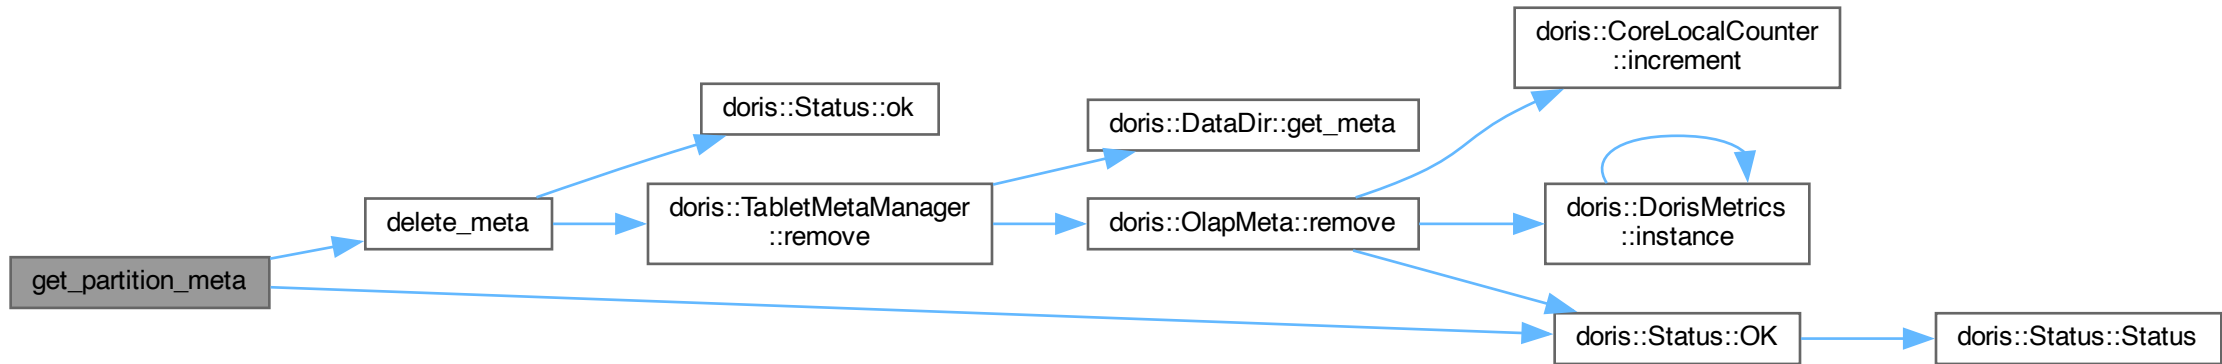 get_partition_meta
delete_meta
doris::Status::ok
doris::TabletMetaManager
::remove
doris::DataDir::get_meta
doris::OlapMeta::remove
doris::CoreLocalCounter
::increment
doris::DorisMetrics
::instance
doris::Status::OK
doris::Status::Status